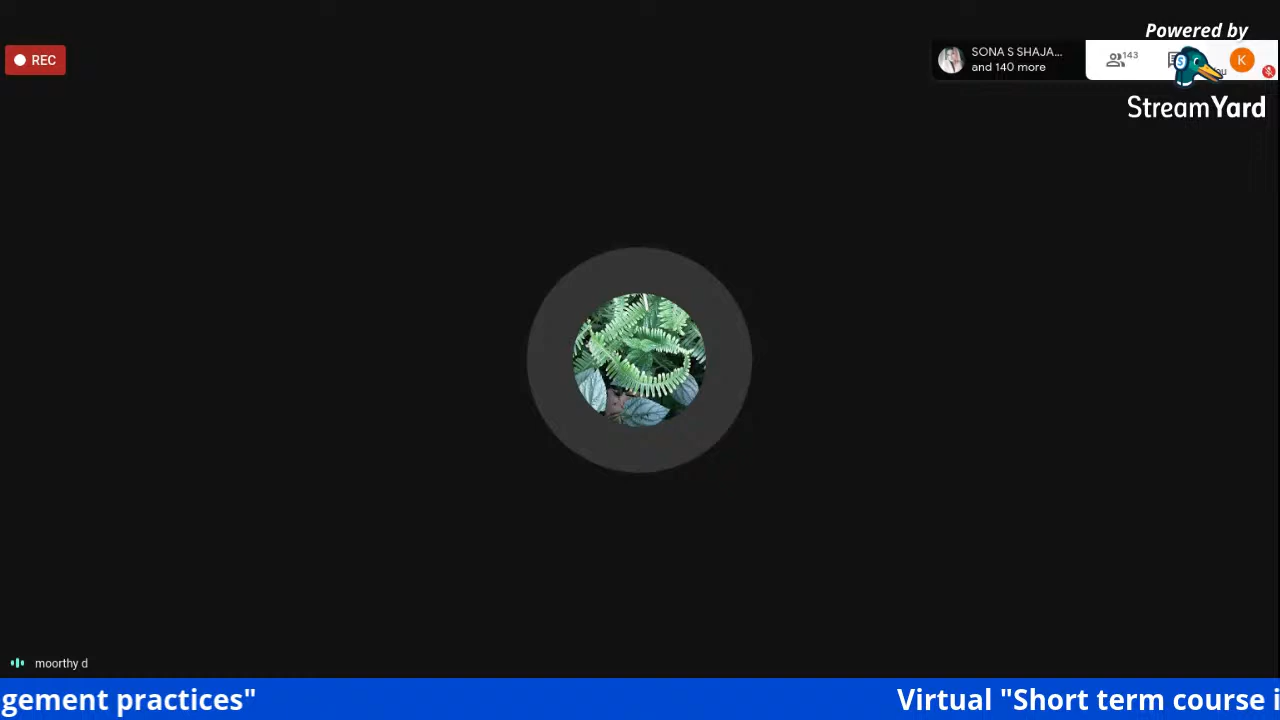 Powered by
REC
SONA S SHAJA...
and 140 more
143
K
StreamYard
moorthy d
gement practices"
Virtual "Short term course i